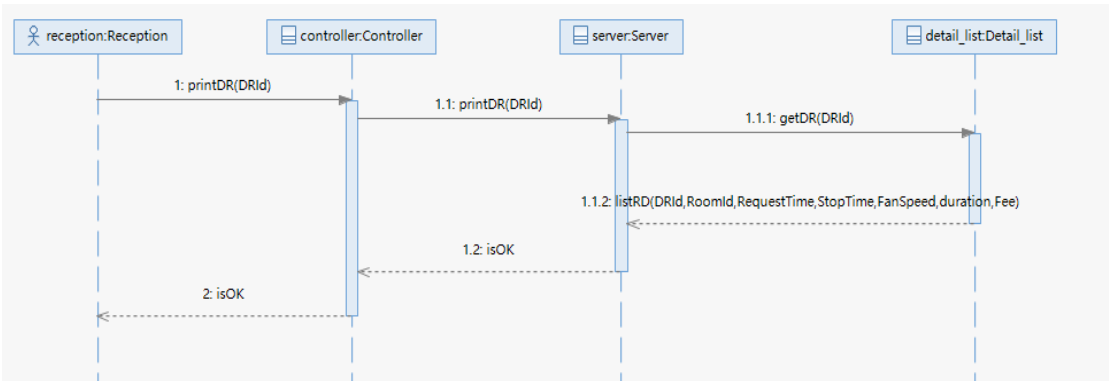 reception:Reception
controller:Controller
server:Server
detail_list:Detail_list
1: printDR(DRId)
1.1: printDR(DRId)
1.1.1: getDR(DRId)
1.1.2: listRD(DRId,RoomId,RequestTime,StopTime,FanSpeed,duration,Fee)
1.2: isOK
2: isOK